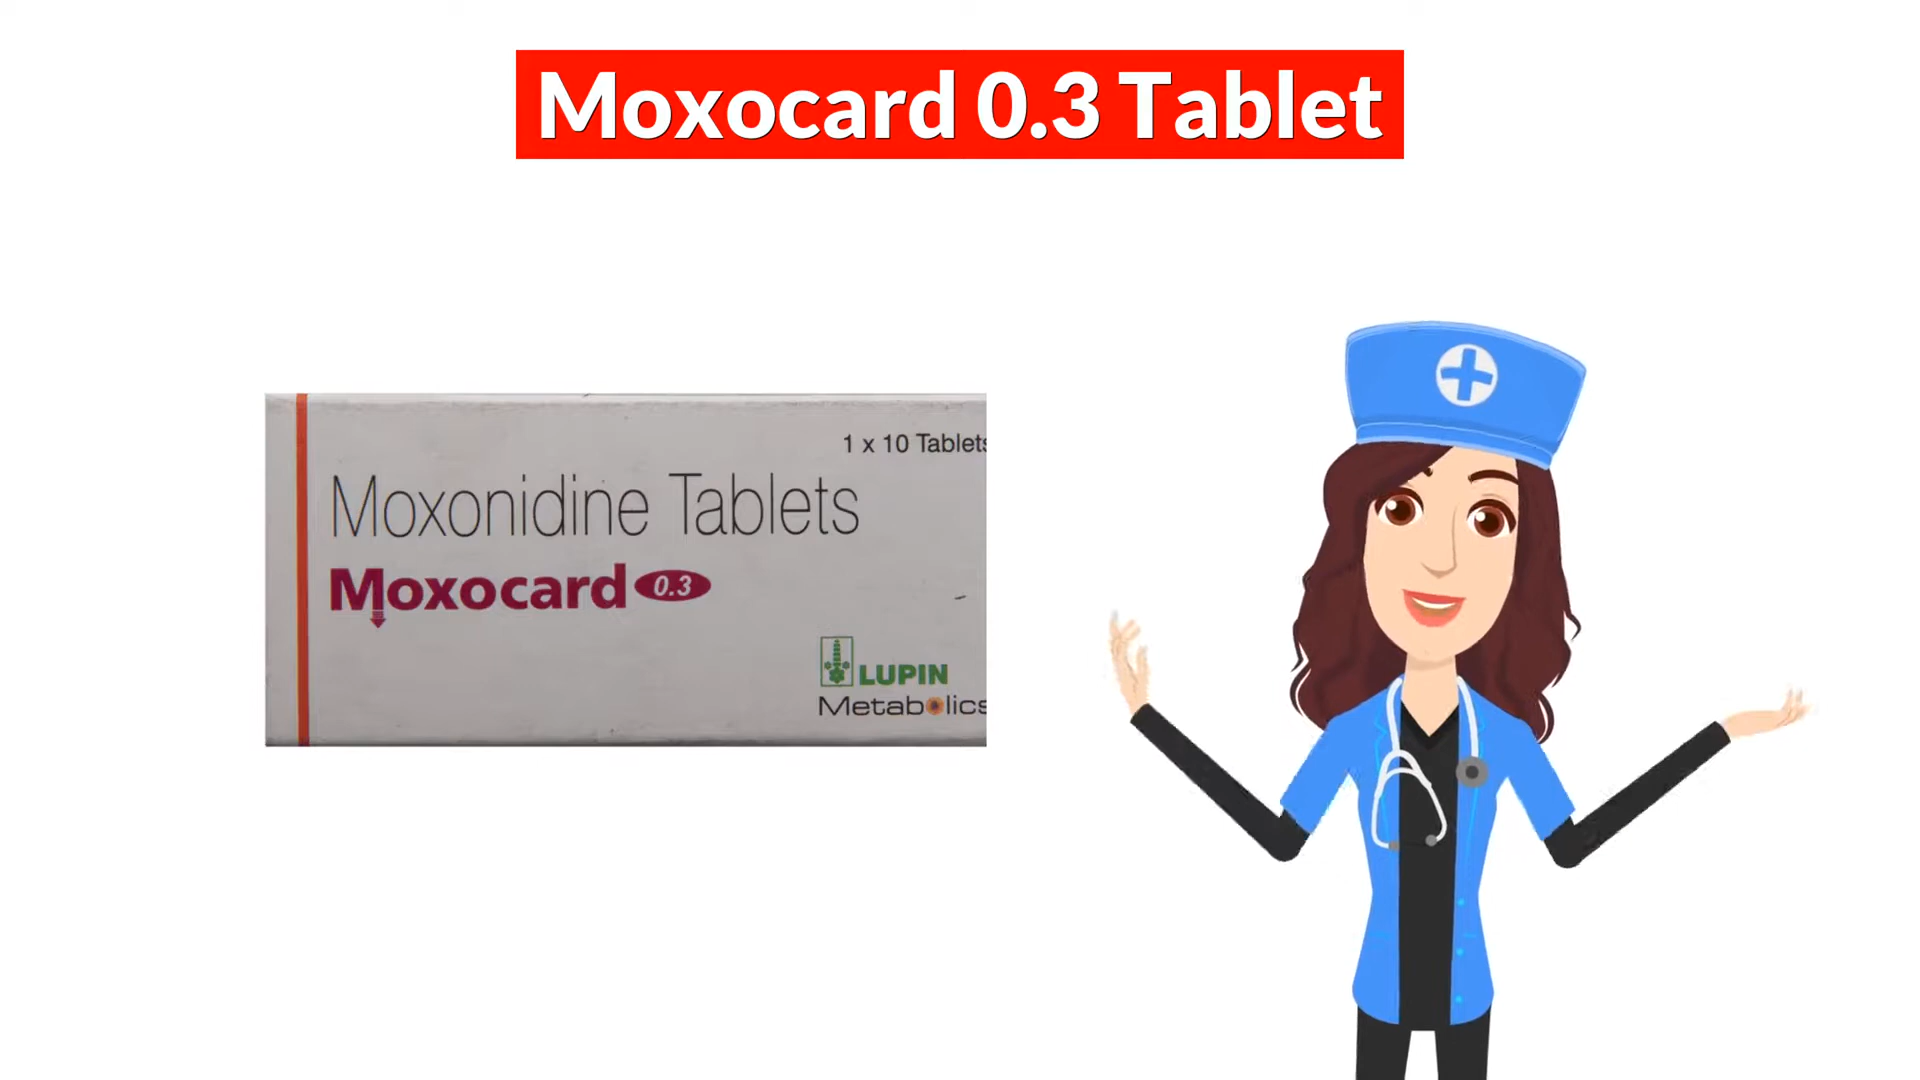 Moxocard 0.3 Tablet
1 x 10 Tablets
Moxonidine Tablets
Moxocard 0.3
LUPIN
Metabolics